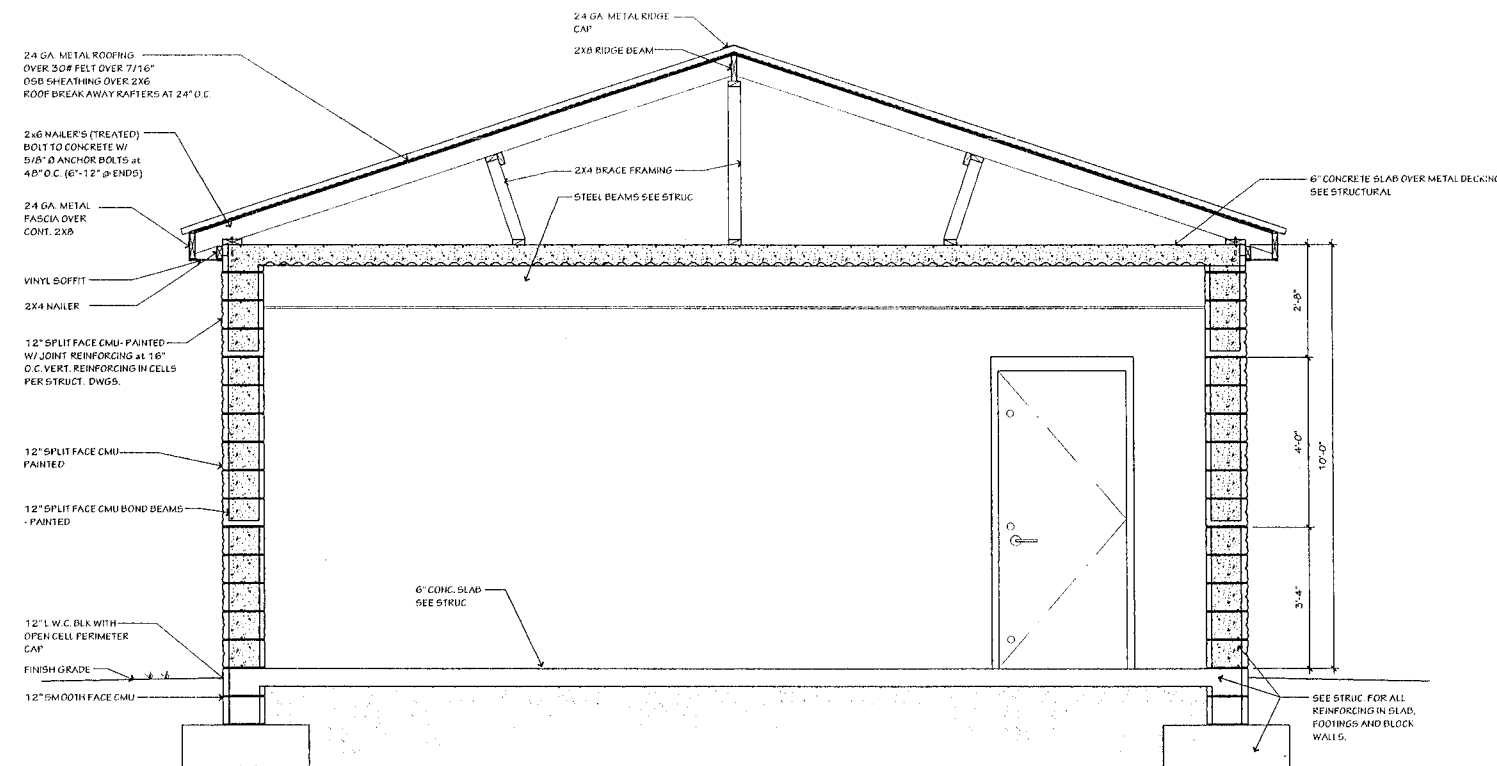 24 GA. METAL RIDGE
CAP
2X8 RIDGE BEAM
24 GA. METAL ROOFING
OVER 30# FELT OVER 7/16"
OSB SHEATHING OVER 2X6
ROOF BREAK AWAY RAFTERS AT 24" O.C.
2x6 NAILER'S (TREATED)
BOLT TO CONCRETE W/
5/8" Ø ANCHOR BOLTS at
48" O.C. (6"-12" @ ENDS)
24 GA. METAL
FASCIA OVER
CONT. 2X8
VINYL SOFFIT
2X4 NAILER
12" SPLIT FACE CMU- PAINTED
W/ JOINT REINFORCING at 16"
O.C. VERT. REINFORCING IN CELLS
PER STRUCT. DWGS.
12" SPLIT FACE CMU
PAINTED
12" SPLIT FACE CMU BOND BEAMS
- PAINTED
12" L.W.C. BLK WITH
OPEN CELL PERIMETER
CAP
FINISH GRADE
12" SMOOTH FACE CMU
2X4 BRACE FRAMING
STEEL BEAMS SEE STRUC
6" CONC. SLAB
SEE STRUC
6" CONCRETE SLAB OVER METAL DECKING
SEE STRUCTURAL
2'-8"
4'-0"
10'-0"
3'-4"
SEE STRUC. FOR ALL
REINFORCING IN SLAB,
FOOTINGS AND BLOCK
WALLS.